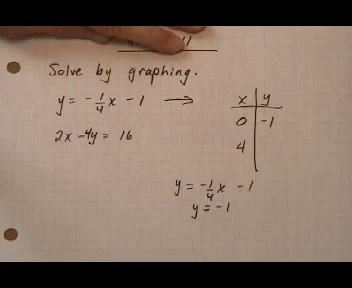 Solve by graphing.
y = -1/4x - 1 →
2x - 4y = 16
x y
0 -1
4
y = -1/4x - 1
y = -1